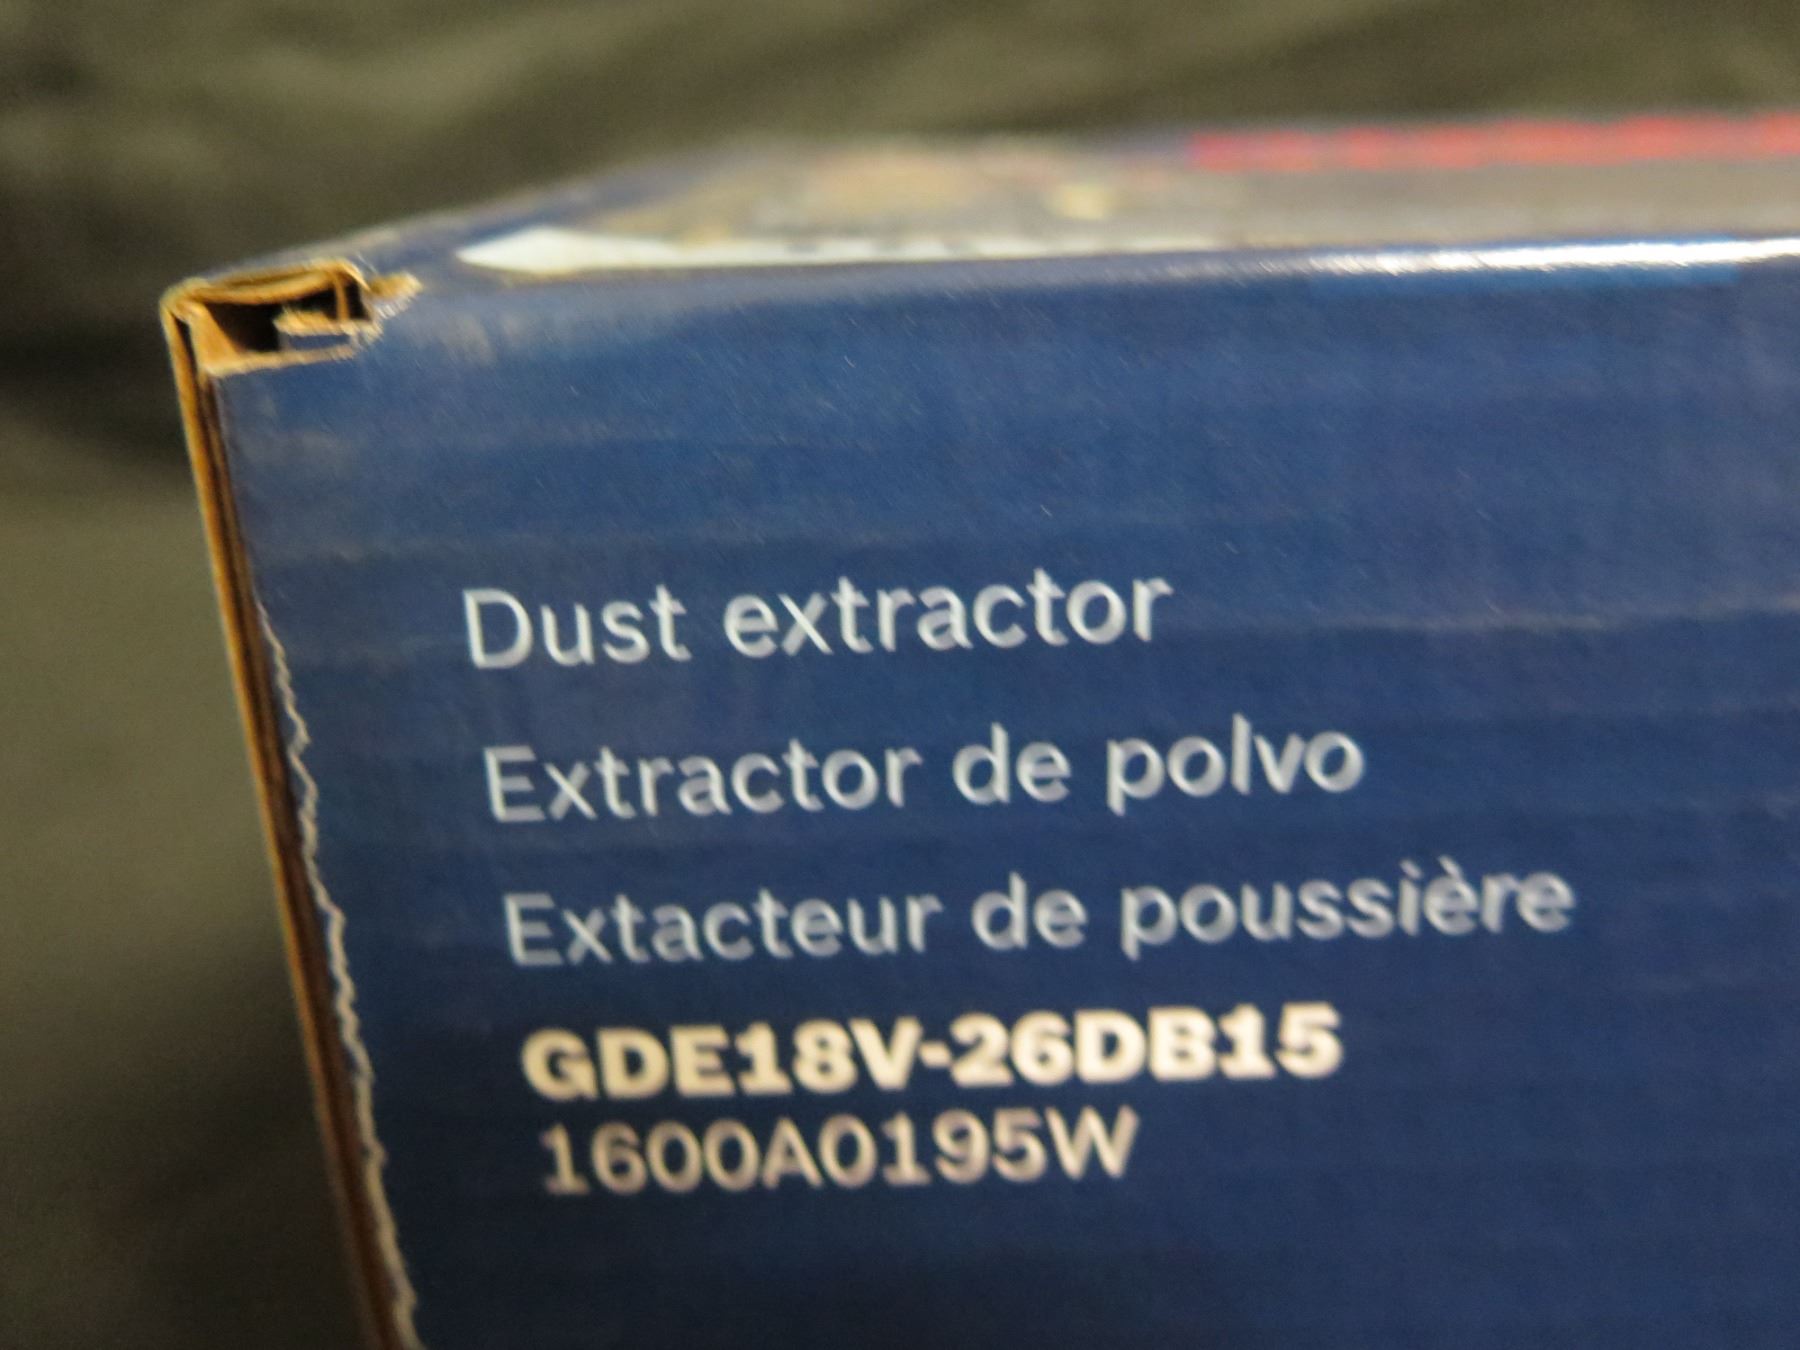 Dust extractor
Extractor de polvo
Extacteur de poussière
GDE18V-26DB15
1600A0195W